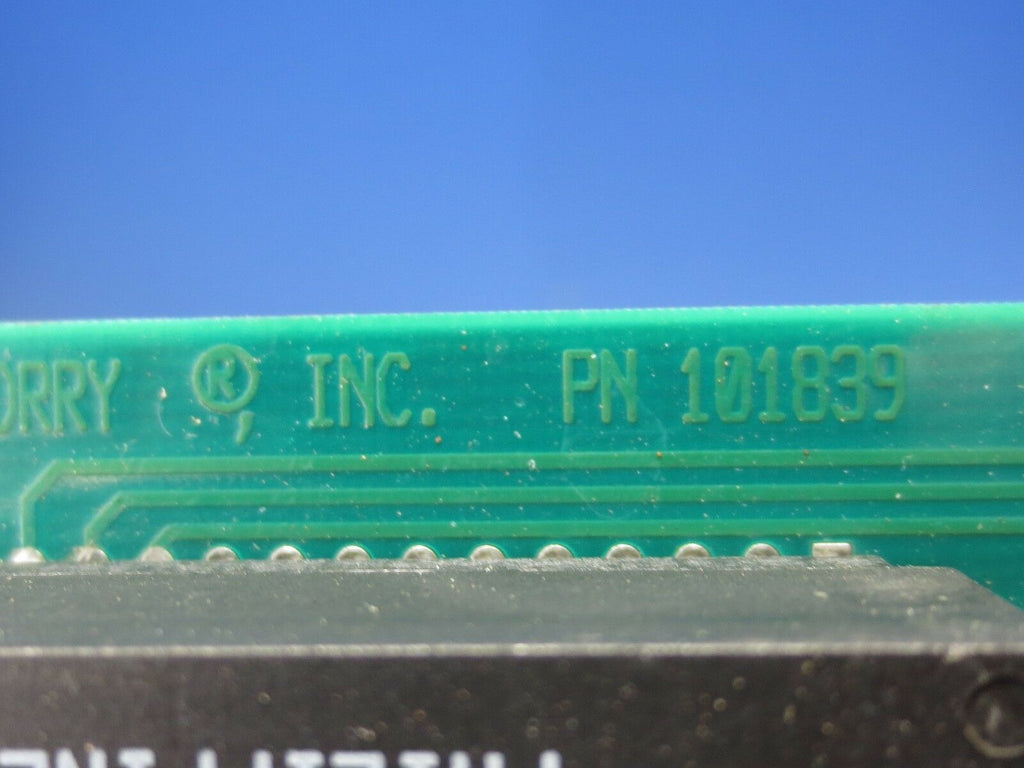 ORRY ®, INC. PN 101839